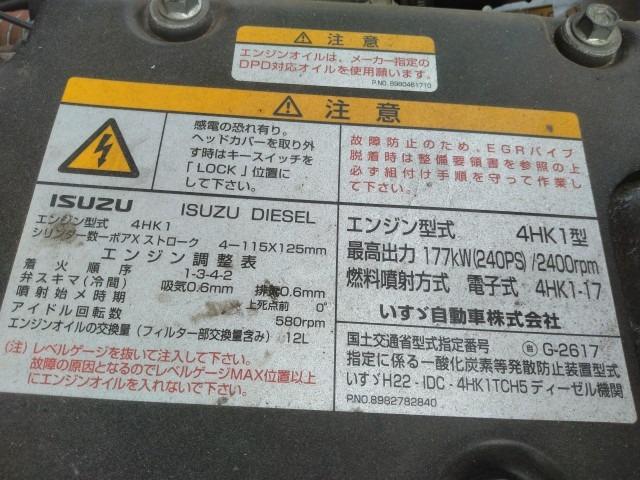 ⚠ 注意
エンジンオイルは、メーカー指定の
DPD対応オイルを使用願います。
P.NO.8980461710
⚠ 注意
感電の恐れ有り。
ヘッドカバーを取り外
す時はキースイッチを
「LOCK」位置に
して下さい。
故障防止のため、EGRパイプ
脱着時は整備要領書を参照の上
必ず組付け手順を守って作業し
て下さい。
ISUZU ISUZU DIESEL
エンジン型式 4HK1
シリンダー数ーボアXストローク 4ー115X125mm
エンジン調整表
着火順序 1-3-4-2
弁スキマ(冷間) 吸気0.6mm 排気0.6mm
噴射始メ時期 上死点前 0°
アイドル回転数 580rpm
エンジンオイルの交換量(フィルター部交換量含み) 12L
(注)レベルゲージを抜いて注入して下さい。
故障の原因となるのでレベルゲージMAX位置以上
にエンジンオイルを入れないで下さい。
エンジン型式 4HK1型
最高出力 177kW(240PS)/2400rpm
燃料噴射方式 電子式 4HK1-17
いすゞ自動車株式会社
国土交通省型式指定番号 自 G-2617
指定に係る一酸化炭素等発散防止装置型式
いすゞH22-IDC-4HK1TCH5ディーゼル機関
P.NO.8982782840